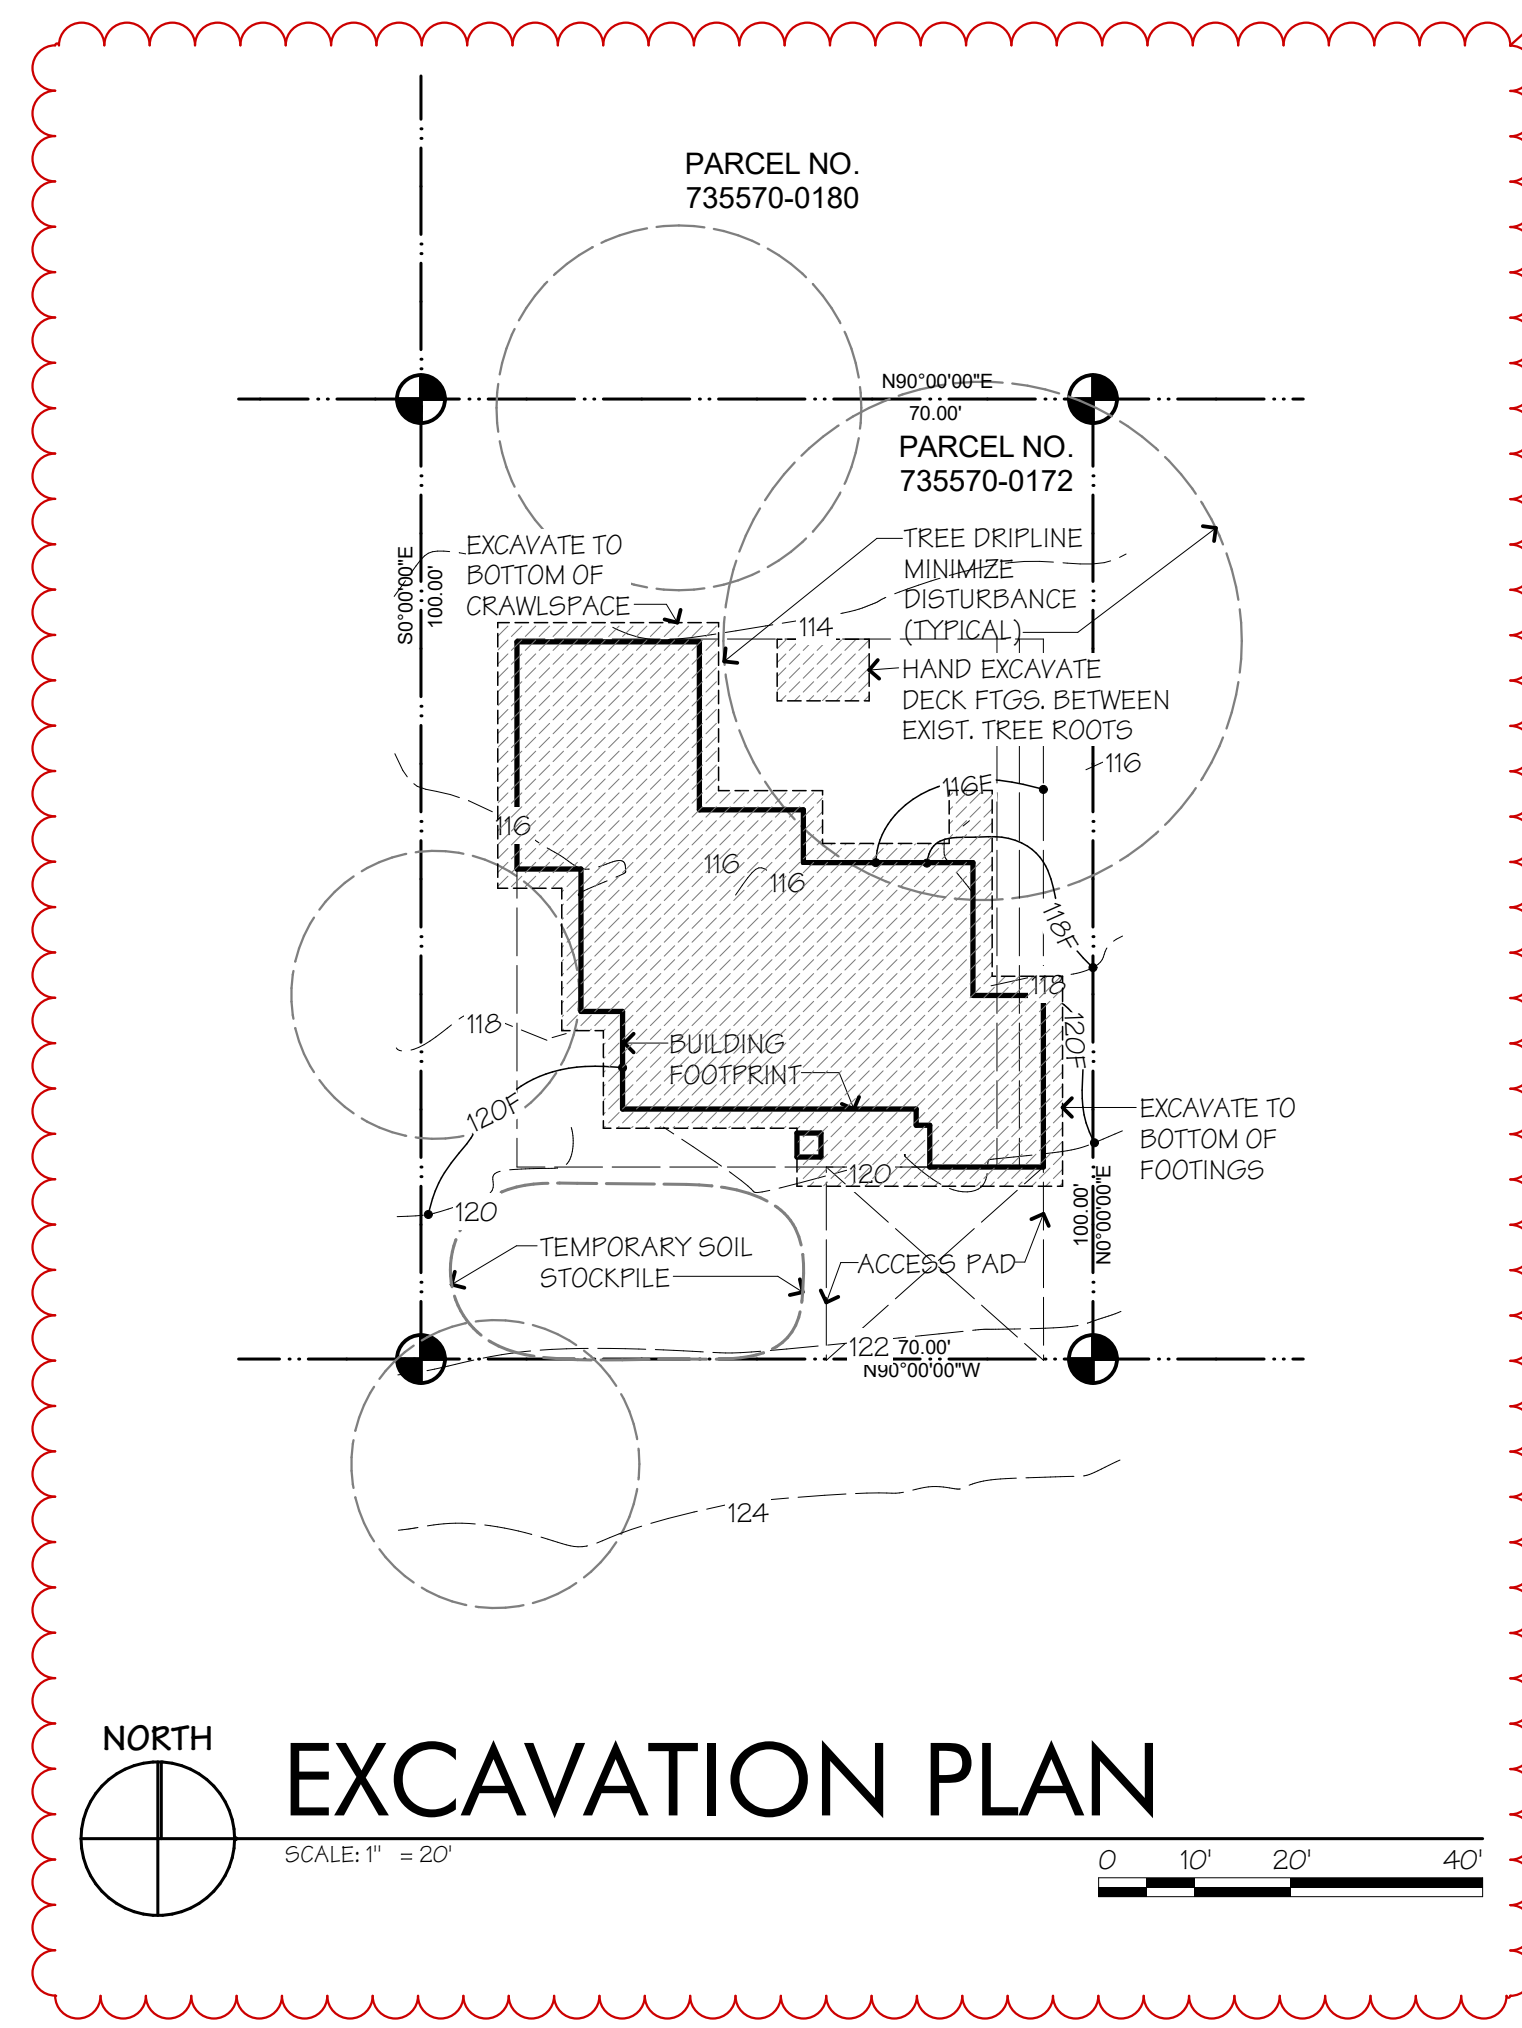 PARCEL NO.
735570-0180
N90°00'00"E
70.00'
PARCEL NO.
735570-0172
S0°00'00"E
100.00'
EXCAVATE TO
BOTTOM OF
CRAWLSPACE
TREE DRIPLINE
MINIMIZE
DISTURBANCE
(TYPICAL)
114
HAND EXCAVATE
DECK FTGS. BETWEEN
EXIST. TREE ROOTS
116
116F
116
116
116
118F
118
118
120F
BUILDING
FOOTPRINT
120F
EXCAVATE TO
BOTTOM OF
FOOTINGS
120
120
100.00'
N0°00'00"E
TEMPORARY SOIL
STOCKPILE
ACCESS PAD
122
70.00'
N90°00'00"W
124
NORTH
EXCAVATION PLAN
SCALE: 1" = 20'
0 10' 20' 40'